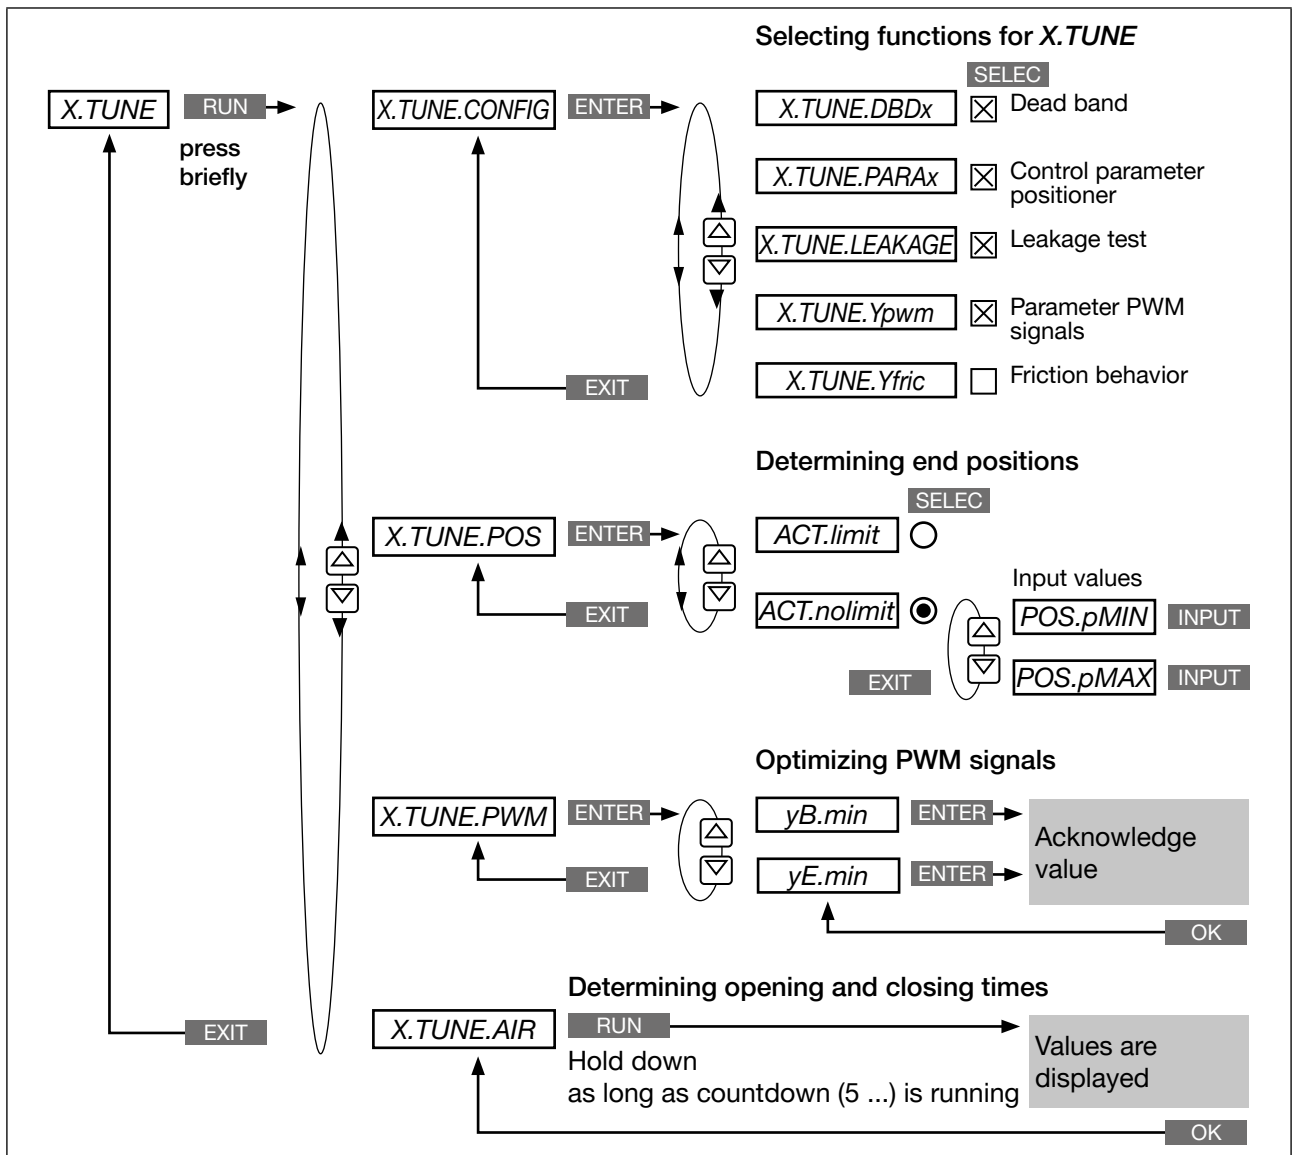 Selecting functions for X.TUNE
SELEC
X.TUNE
RUN
press
briefly
X.TUNE.CONFIG
ENTER
X.TUNE.DBDx
Dead band
X.TUNE.PARAx
Control parameter
positioner
X.TUNE.LEAKAGE
Leakage test
X.TUNE.Ypwm
Parameter PWM
signals
X.TUNE.Yfric
Friction behavior
EXIT
Determining end positions
SELEC
X.TUNE.POS
ENTER
ACT.limit
EXIT
ACT.nolimit
Input values
POS.pMIN
INPUT
EXIT
POS.pMAX
INPUT
Optimizing PWM signals
X.TUNE.PWM
ENTER
yB.min
ENTER
Acknowledge
value
EXIT
yE.min
ENTER
OK
Determining opening and closing times
EXIT
X.TUNE.AIR
RUN
Hold down
as long as countdown (5 ...) is running
Values are
displayed
OK